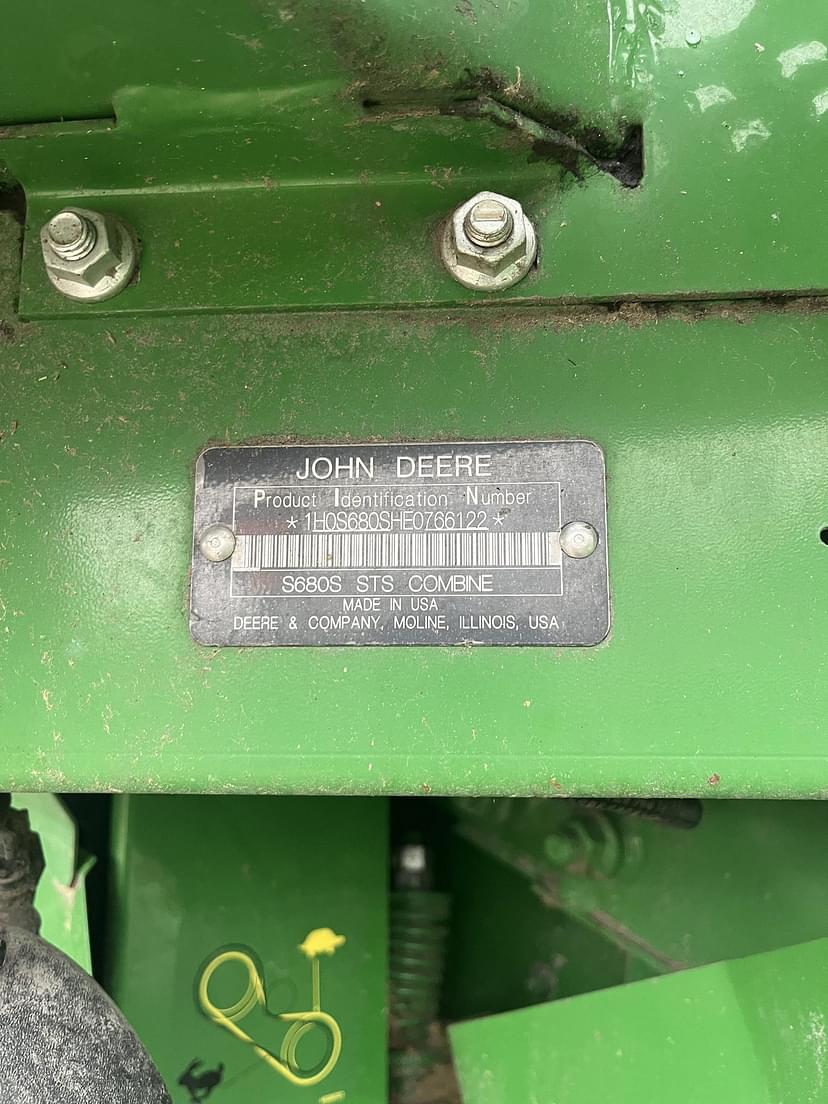 JOHN DEERE
Product Identification Number
*1H0S680SHE0766122*
S680S STS COMBINE
MADE IN USA
DEERE & COMPANY, MOLINE, ILLINOIS, USA